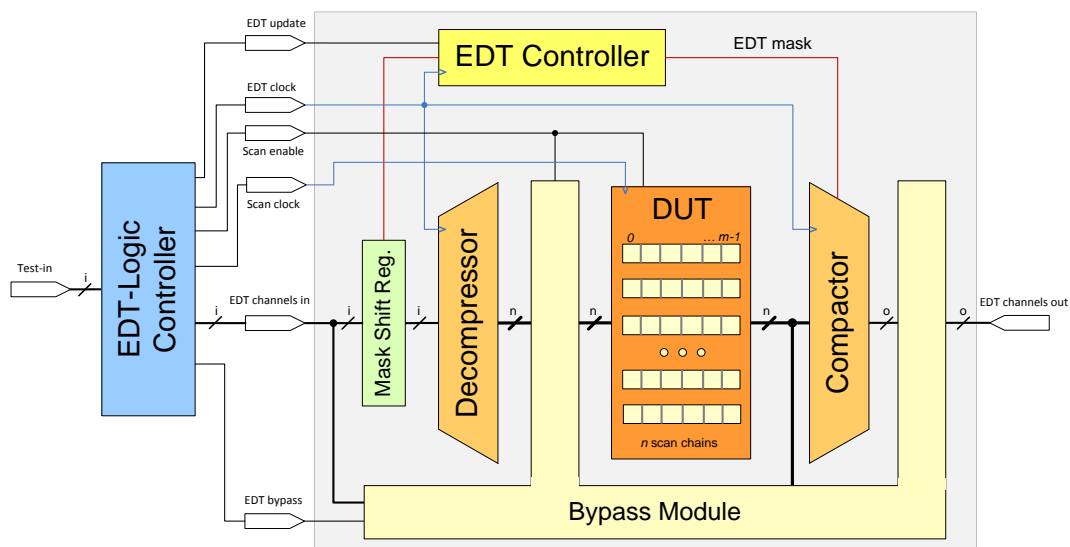 EDT update
EDT Controller
EDT mask
EDT clock
Scan enable
Scan clock
DUT
0
... m-1
Test-in
i
EDT-Logic
Controller
i
EDT channels in
i
Mask Shift Reg.
i
Decompressor
n
n
n
Compactor
o
o
EDT channels out
n scan chains
EDT bypass
Bypass Module